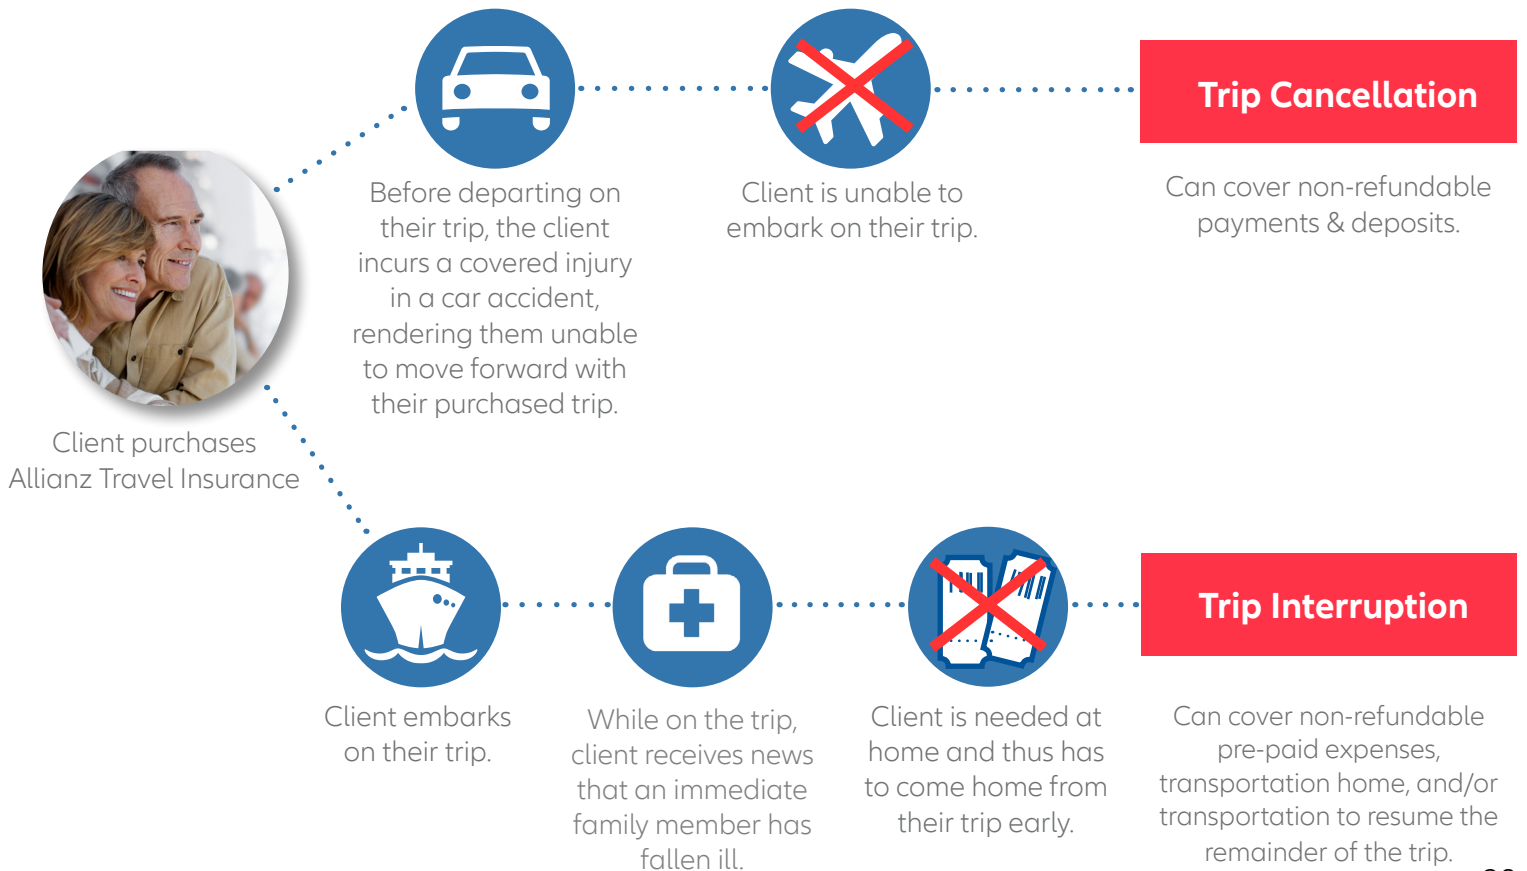 Trip Cancellation
Before departing on
their trip, the client
incurs a covered injury
in a car accident,
rendering them unable
to move forward with
their purchased trip.
Client is unable to
embark on their trip.
Can cover non-refundable
payments & deposits.
Client purchases
Allianz Travel Insurance
Trip Interruption
Client embarks
on their trip.
While on the trip,
client receives news
that an immediate
family member has
fallen ill.
Client is needed at
home and thus has
to come home from
their trip early.
Can cover non-refundable
pre-paid expenses,
transportation home, and/or
transportation to resume the
remainder of the trip.